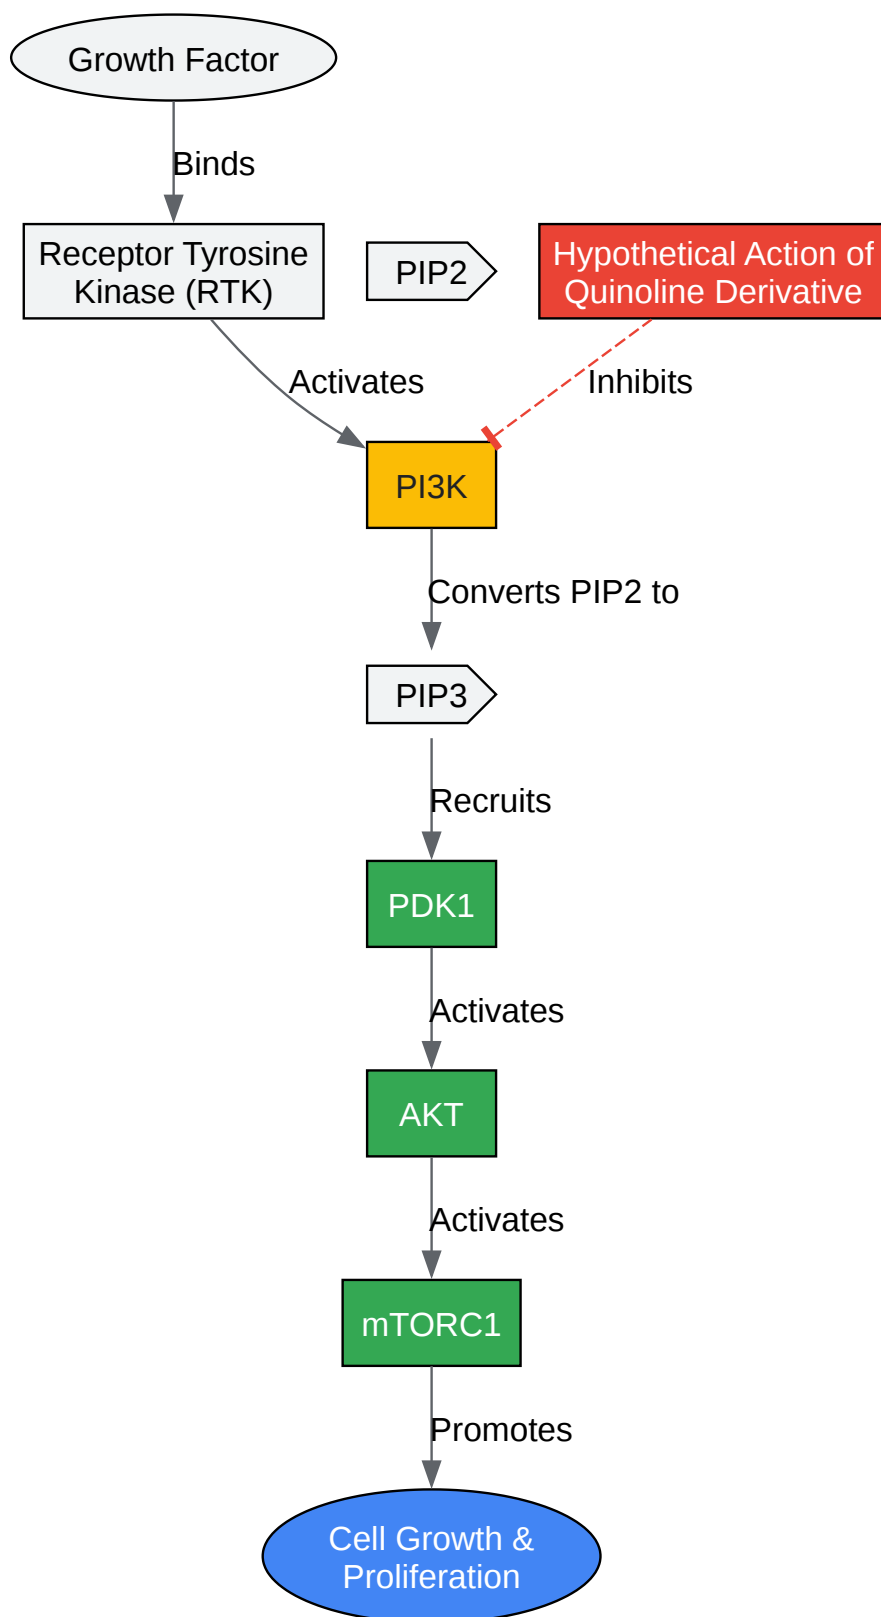 Growth Factor
Binds
Receptor Tyrosine
Kinase (RTK)
PIP2
Hypothetical Action of
Quinoline Derivative
Activates
Inhibits
PI3K
Converts PIP2 to
PIP3
Recruits
PDK1
Activates
AKT
Activates
mTORC1
Promotes
Cell Growth &
Proliferation